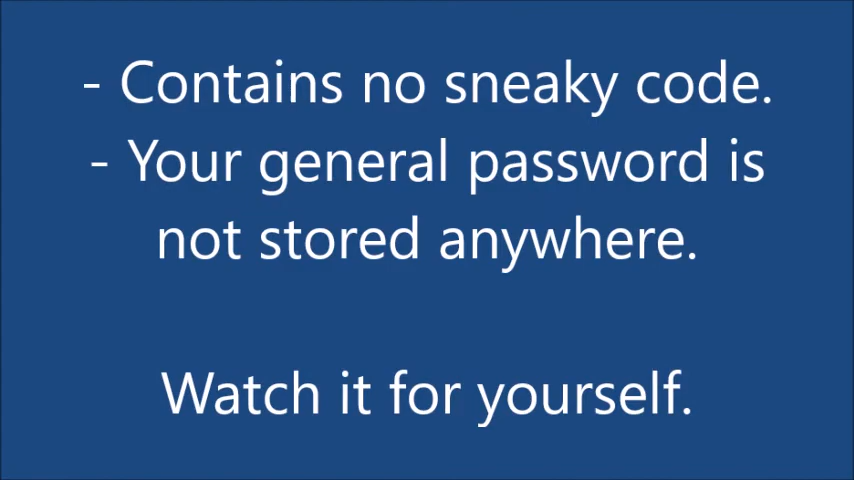 - Contains no sneaky code.
- Your general password is
not stored anywhere.
Watch it for yourself.